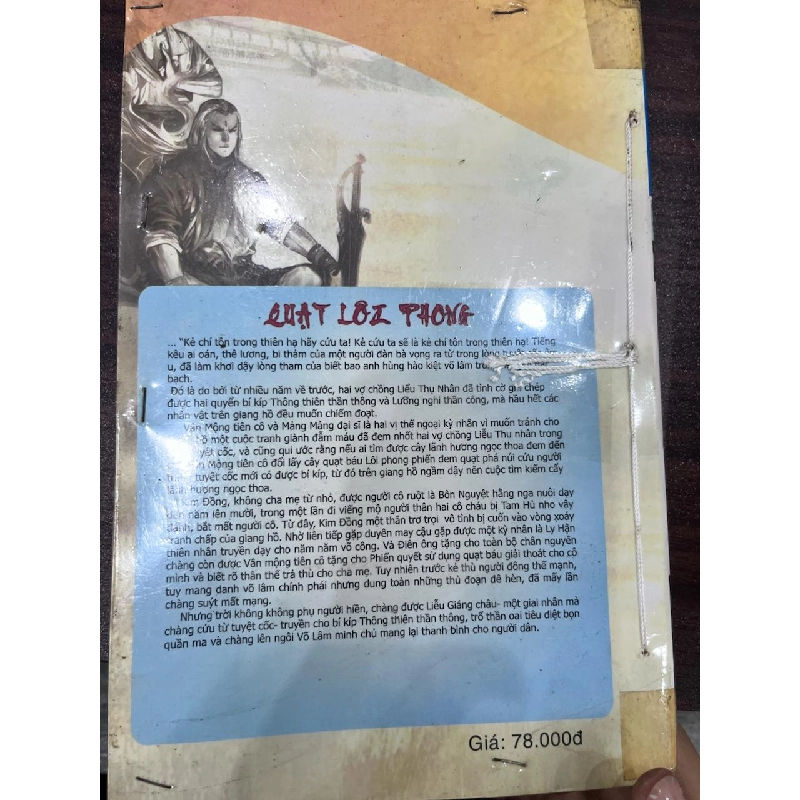 QUẠT LÔI PHONG
... "Kẻ chí tôn trong thiên hạ hãy cứu ta! Kẻ cứu ta sẽ là kẻ chí tôn trong thiên hạ! Tiếng
kêu ai oán, thê lương, bi thảm của một người đàn bà vọng ra từ trong lòng
u, đã làm khơi dậy lòng tham của biết bao anh hùng hào kiệt võ lâm
bạch.
Đó là do bởi từ nhiều năm về trước, hai vợ chồng Liễu Thu Nhân đã tình cờ ghi chép
được hai quyển bí kíp Thông thiên thần thông và Lưỡng nghi thần công, mà hầu hết các
nhân vật trên giang hồ đều muốn chiếm đoạt.
Vân Mộng tiên cô và Mãng Mãng đại sĩ là hai vị thế ngoại kỳ nhân vì muốn tránh cho
hồ một cuộc tranh giành đẫm máu đã đem nhốt hai vợ chồng Liễu Thu nhân trong
tuyệt cốc, và cũng qui ước rằng nếu ai tìm được cây lãnh hương ngọc thoa đem đến
Vân Mộng tiên cô đổi lấy cây quạt báu Lôi phong phiến đem quạt phá núi cứu người
tuyệt cốc mới có được bí kíp, từ đó trên giang hồ ngầm dậy nên cuộc tìm kiếm cây
lãnh hương ngọc thoa.
Kim Đồng, không cha mẹ từ nhỏ, được người cô ruột là Bôn Nguyệt hằng nga nuôi dạy
đến năm lên mười, trong một lần đi viếng mộ người thân hai cô cháu bị Tam Hủ nho vây
đánh, bắt mất người cô. Từ đây, Kim Đồng một thân trơ trọi và tình bị cuốn vào vòng xoáy
tranh chấp của giang hồ. Nhờ liên tiếp gặp duyên may cậu gặp được một kỳ nhân là Ly Hận
thiên nhân truyền dạy cho năm năm võ công. Và Điên ông tặng cho toàn bộ chân nguyên
chàng còn được Vân mộng tiên cô tặng cho Phiến quyết sử dụng quạt báu giải thoát cho cô
mình và biết rõ thân thế trả thù cho cha mẹ. Tuy nhiên trước kẻ thù người đông thế mạnh,
tuy mang danh võ lâm chính phái nhưng dung toàn những thủ đoạn đê hèn, đã mấy lần
chàng suýt mất mạng.
Nhưng trời không không phụ người hiền, chàng được Liễu Giáng châu- một giai nhân mà
chàng cứu từ tuyệt cốc- truyền cho bí kíp Thông thiên thần thông, trổ thần oai tiêu diệt bọn
quần ma và chàng lên ngôi Võ Lâm minh chủ mang lại thanh bình cho người dân.
Giá: 78.000đ